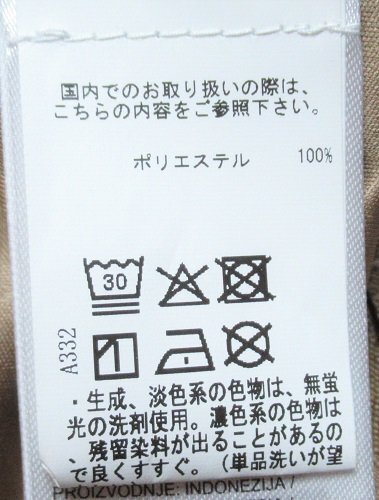 国内でのお取り扱いの際は、
こちらの内容をご参照下さい。
ポリエステル 100%
30
A332
・生成、淡色系の色物は、無蛍
光の洗剤使用。濃色系の色物は
、残留染料が出ることがあるの
で良くすすぐ。(単品洗いが望
PROIZVODNJE: INDONEZIJA /